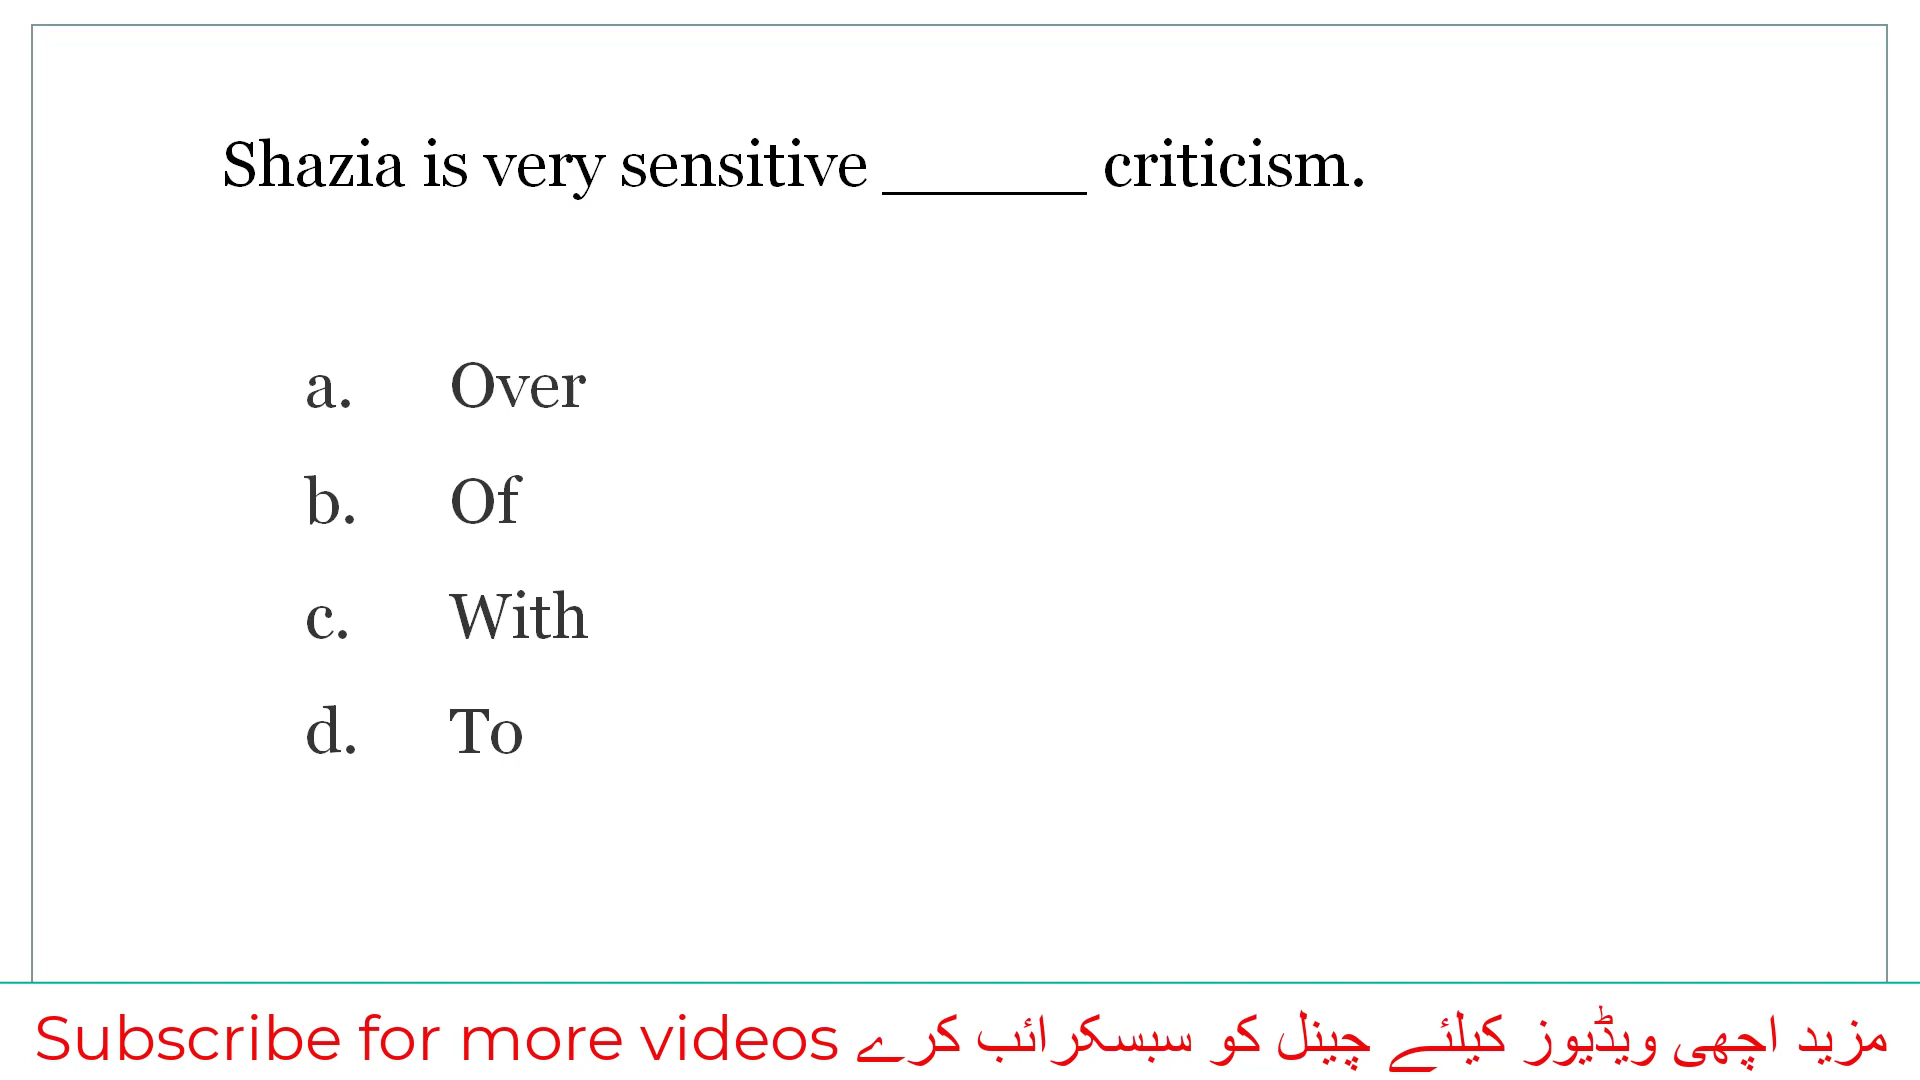 Shazia is very sensitive ______ criticism.
a. Over
b. Of
c. With
d. To
Subscribe for more videos مزید اچھی ویڈیوز کیلئے چینل کو سبسکرائب کرے